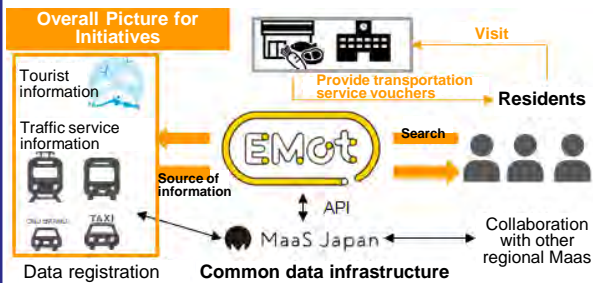 Overall Picture for
Initiatives
Tourist
information
Traffic service
information
TAXI
Data registration
Visit
Provide transportation
service vouchers
Residents
EMot
Search
Source of
information
API
MaaS Japan
Common data infrastructure
Collaboration
with other
regional Maas